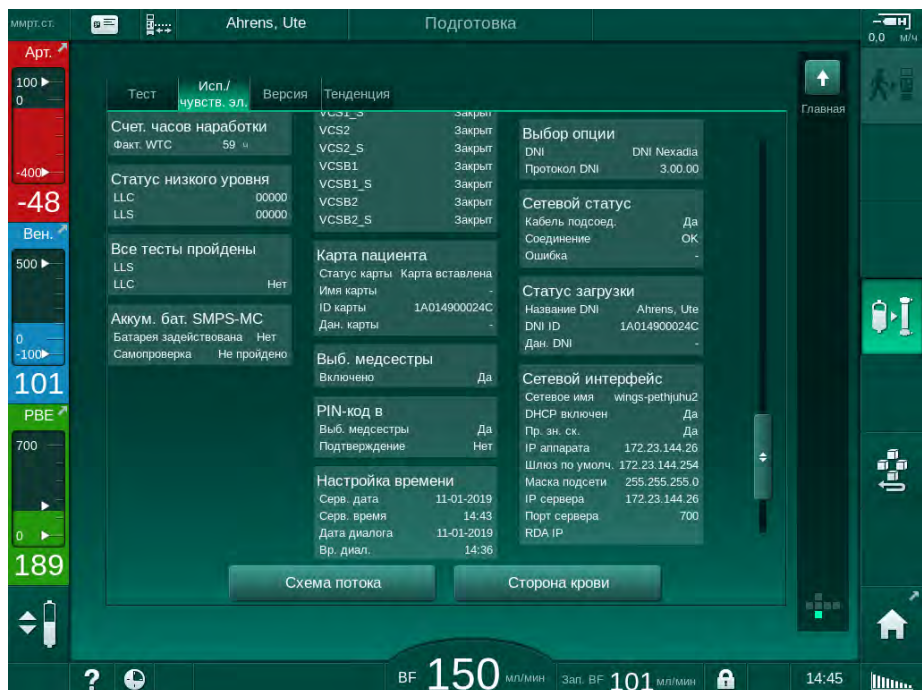 ммрт.ст.
Ahrens, Ute
Подготовка
0,0 м/ч
Арт.
100
0
-400
-48
Вен.
500
0
-100
101
PBE
700
0
189
Тест
Исп./
чувств. эл.
Версия
Тенденция
Главная
Счет. часов наработки
Факт. WTC 59 ч
Статус низкого уровня
LLC 00000
LLS 00000
Все тесты пройдены
LLS
LLC Нет
Аккум. бат. SMPS-MC
Батарея задействована Нет
Самопроверка Не пройдено
VCS1_S Закрыт
VCS2 Закрыт
VCS2_S Закрыт
VCSB1 Закрыт
VCSB1_S Закрыт
VCSB2 Закрыт
VCSB2_S Закрыт
Карта пациента
Статус карты Карта вставлена
Имя карты -
ID карты 1A014900024C
Дан. карты -
Выб. медсестры
Включено Да
PIN-код в
Выб. медсестры Да
Подтверждение Нет
Настройка времени
Серв. дата 11-01-2019
Серв. время 14:43
Дата диалога 11-01-2019
Вр. диал. 14:36
Выбор опции
DNI DNI Nexadia
Протокол DNI 3.00.00
Сетевой статус
Кабель подсоед. Да
Соединение OK
Ошибка -
Статус загрузки
Название DNI Ahrens, Ute
DNI ID 1A014900024C
Дан. DNI -
Сетевой интерфейс
Сетевое имя wings-pethjuhu2
DHCP включен Да
Пр. зн. ск. Да
IP аппарата 172.23.144.26
Шлюз по умолч. 172.23.144.254
Маска подсети 255.255.255.0
IP сервера 172.23.144.26
Порт сервера 700
RDA IP
Схема потока
Сторона крови
?
BF 150 мл/мин
Зап. BF 101 мл/мин
14:45